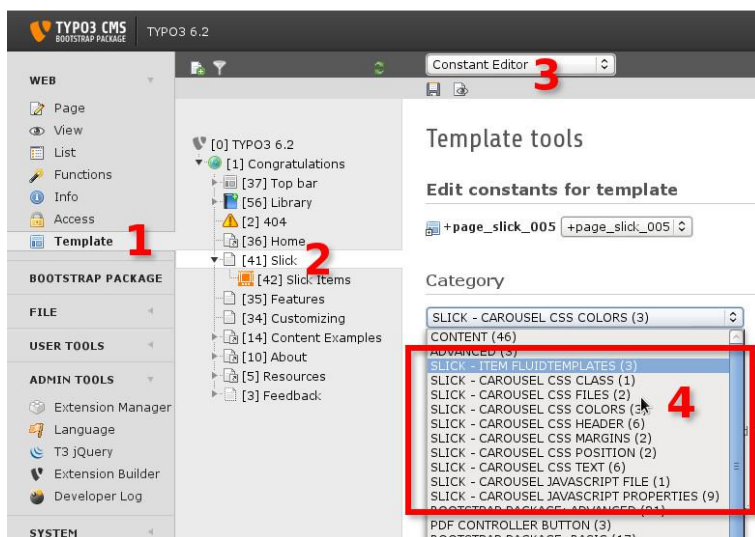 TYPO3 CMS
BOOTSTRAP PACKAGE
TYPO3 6.2
WEB
Page
View
List
Functions
Info
Access
Template
1
BOOTSTRAP PACKAGE
FILE
USER TOOLS
ADMIN TOOLS
Extension Manager
Language
T3 jQuery
Extension Builder
Developer Log
SYSTEM
[0] TYPO3 6.2
[1] Congratulations
[37] Top bar
[56] Library
[2] 404
[36] Home
[41] Slick
2
[42] Slick Items
[35] Features
[34] Customizing
[14] Content Examples
[10] About
[5] Resources
[3] Feedback
Constant Editor
3
Template tools
Edit constants for template
+page_slick_005 +page_slick_005
Category
SLICK - CAROUSEL CSS COLORS (3)
CONTENT (46)
ADVANCED (3)
SLICK - ITEM FLUIDTEMPLATES (3)
SLICK - CAROUSEL CSS CLASS (1)
SLICK - CAROUSEL CSS FILES (2)
SLICK - CAROUSEL CSS COLORS (3)
4
SLICK - CAROUSEL CSS HEADER (6)
SLICK - CAROUSEL CSS MARGINS (2)
SLICK - CAROUSEL CSS POSITION (2)
SLICK - CAROUSEL CSS TEXT (6)
SLICK - CAROUSEL JAVASCRIPT FILE (1)
SLICK - CAROUSEL JAVASCRIPT PROPERTIES (9)
BOOTSTRAP PACKAGE: ADVANCED
PDF CONTROLLER BUTTON (3)
BOOTSTRAP PACKAGE: BASIC (17)